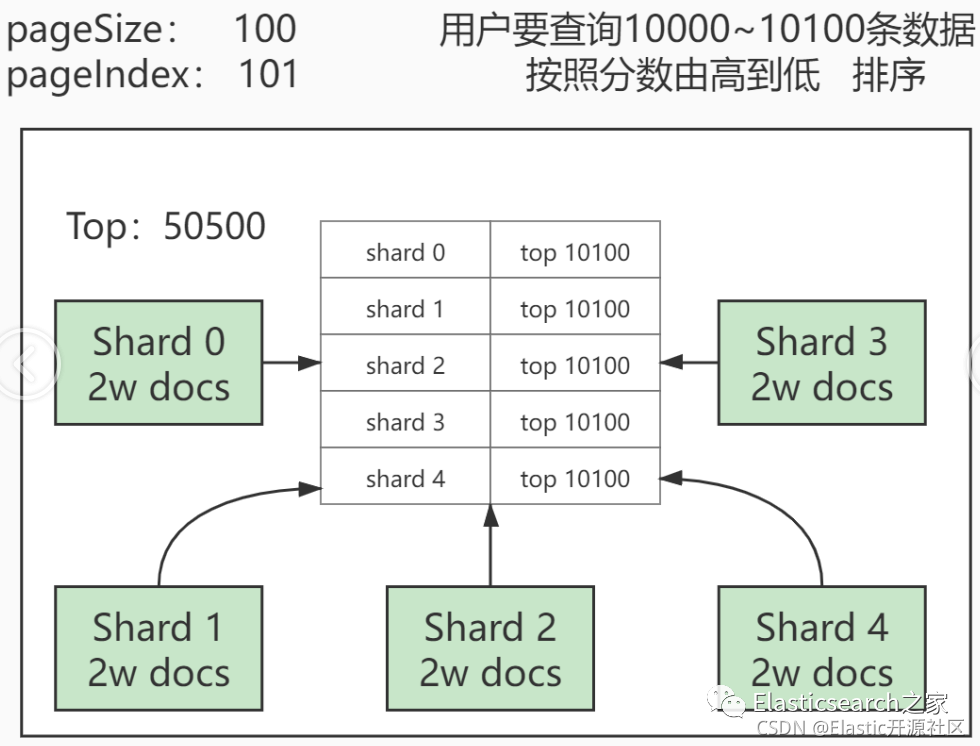 pageSize： 100 用户要查询10000~10100条数据
pageIndex： 101 按照分数由高到低 排序
Top：50500
shard 0 top 10100
shard 1 top 10100
shard 2 top 10100
shard 3 top 10100
shard 4 top 10100
Shard 0
2w docs
Shard 3
2w docs
Shard 1
2w docs
Shard 2
2w docs
Shard 4
2w docs
Elasticsearch之家
CSDN @Elastic开源社区